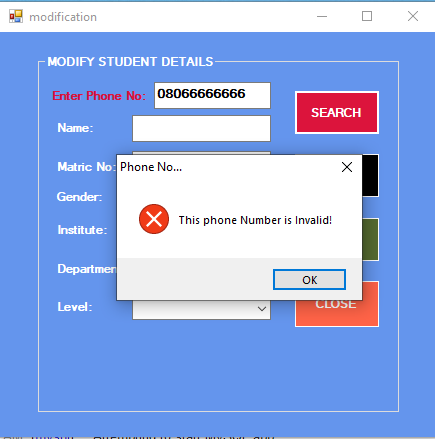 modification
MODIFY STUDENT DETAILS
Enter Phone No: 08066666666
SEARCH
Name:
Matric No:
Phone No...
Gender:
This phone Number is Invalid!
Institute:
Departmen
OK
Level:
CLOSE